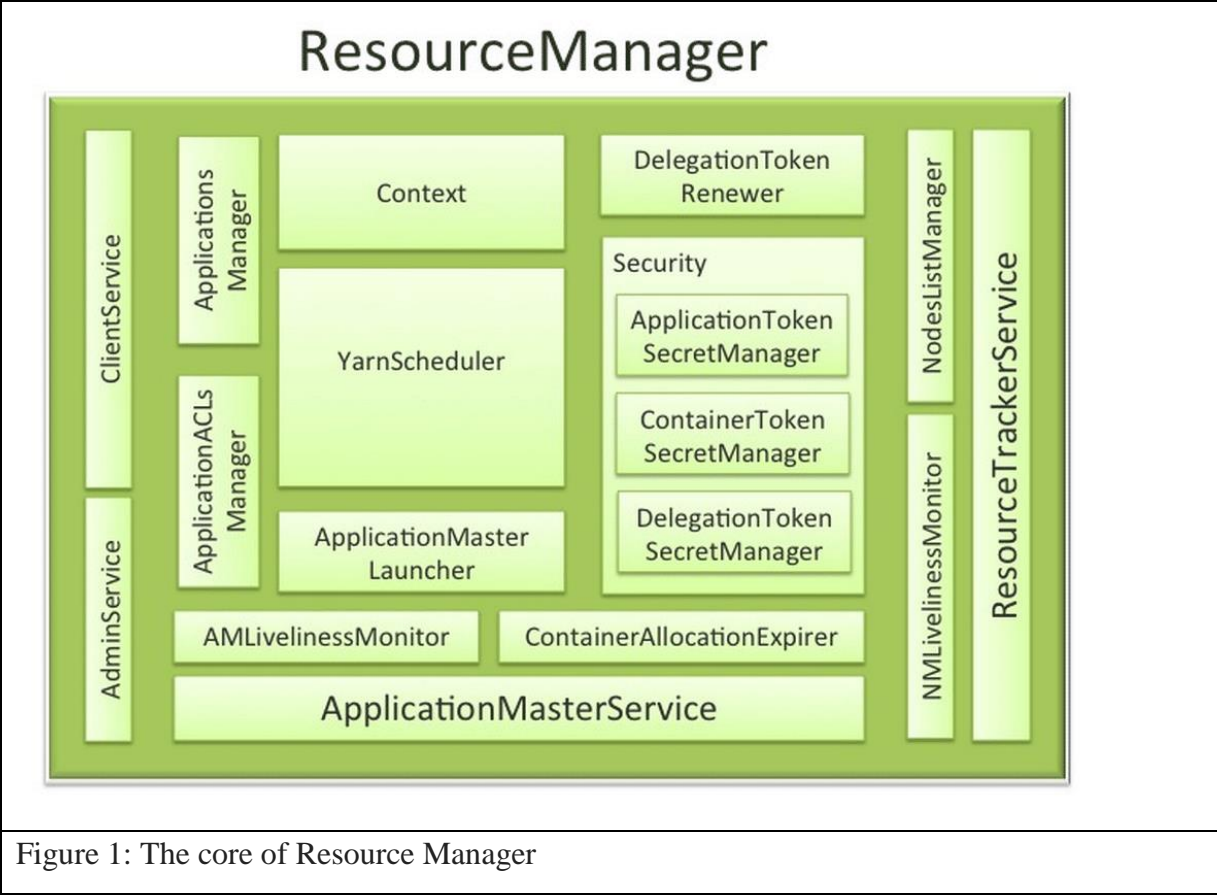 ResourceManager
ClientService
AdminService
Applications
Manager
ApplicationACLs
Manager
Context
YarnScheduler
ApplicationMaster
Launcher
DelegationToken
Renewer
Security
ApplicationToken
SecretManager
ContainerToken
SecretManager
DelegationToken
SecretManager
AMLivelinessMonitor
ContainerAllocationExpirer
ApplicationMasterService
NodesListManager
NMLivelinessMonitor
ResourceTrackerService
Figure 1: The core of Resource Manager